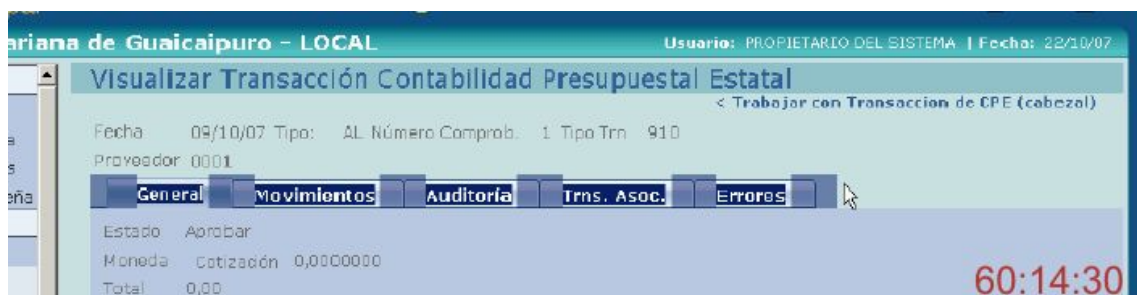 ariana de Guaicaipuro - LOCAL Usuario: PROPIETARIO DEL SISTEMA | Fecha: 22/10/07
Visualizar Transacción Contabilidad Presupuestal Estatal
< Trabajar con Transaccion de CPE (cabezal)
Fecha 09/10/07 Tipo: AL Número Comprob. 1 Tipo Trn 910
Proveedor 0001
eña General Movimientos Auditoría Trns. Asoc. Errores
Estado Aprobar
Moneda Cotización 0,0000000
Total 0,00
60:14:30